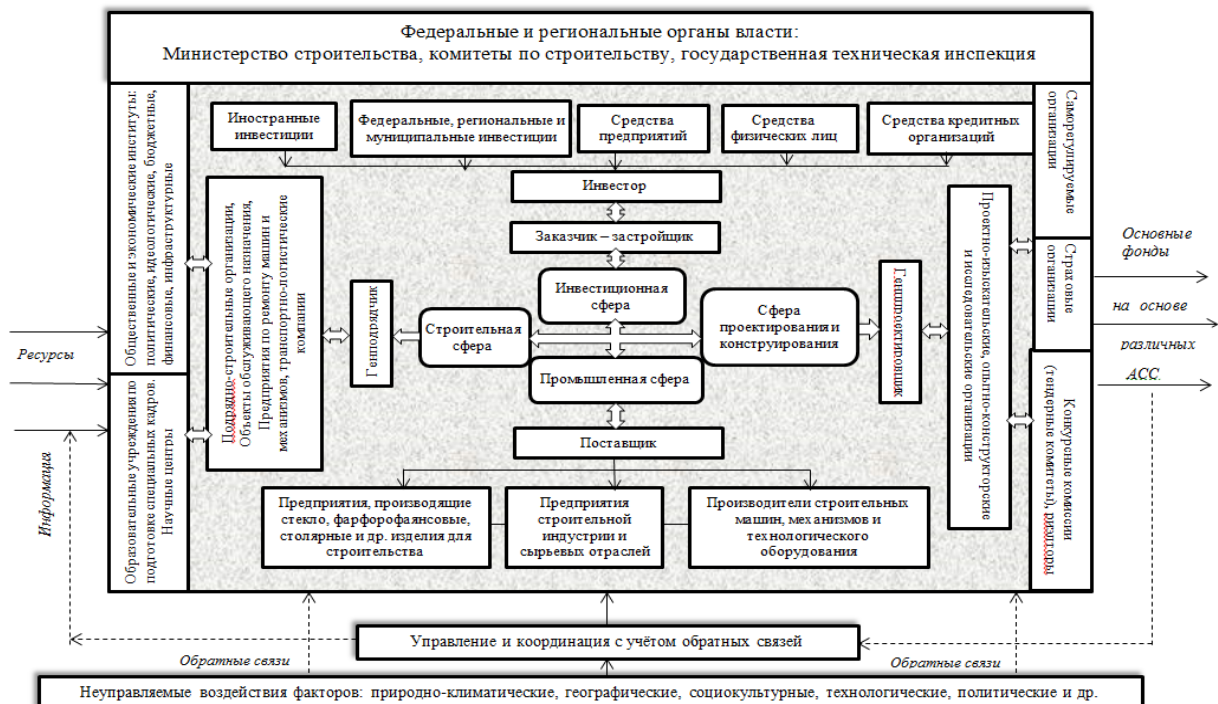 Федеральные и региональные органы власти:
Министерство строительства, комитеты по строительству, государственная техническая инспекция
Общественные и экономические институты:
политические, идеологические, бюджетные,
финансовые, инфраструктурные
Образовательные учреждения по
подготовке специальных кадров.
Научные центры
Иностранные
инвестиции
Федеральные, региональные и
муниципальные инвестиции
Средства
предприятий
Средства
физических лиц
Средства кредитных
организаций
Инвестор
Заказчик – застройщик
Инвестиционная
сфера
Строительная
сфера
Сфера
проектирования и
конструирования
Промышленная сфера
Поставщик
Подрядно-строительные организации,
Объекты обслуживающего назначения,
Предприятия по ремонту машин и
механизмов, транспортно-логистические
компании
Генподрядчик
Генпроектировщик
Проектно-изыскательские, опытно-конструкторские
и исследовательские организации
Предприятия, производящие
стекло, фарфорофаянсовые,
столярные и др. изделия для
строительства
Предприятия
строительной
индустрии и
сырьевых отраслей
Производители строительных
машин, механизмов и
технологического
оборудования
Саморегулируемые
организации
Страховые
организации
Конкурсные комиссии
(тендерные комитеты), риэлторы
Ресурсы
Информация
Основные
фонды
на основе
различных
АСС.
Управление и координация с учётом обратных связей
Обратные связи
Обратные связи
Неуправляемые воздействия факторов: природно-климатические, географические, социокультурные, технологические, политические и др.